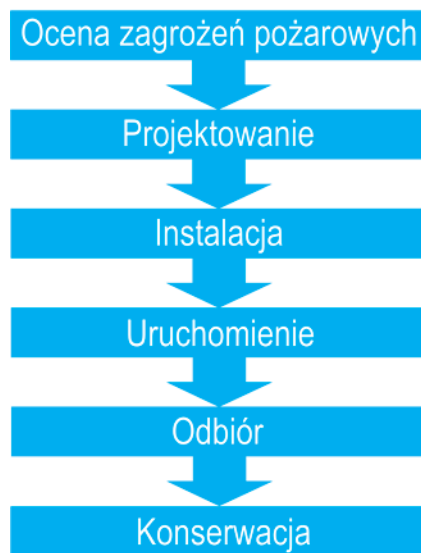 Ocena zagrożeń pożarowych
Projektowanie
Instalacja
Uruchomienie
Odbiór
Konserwacja